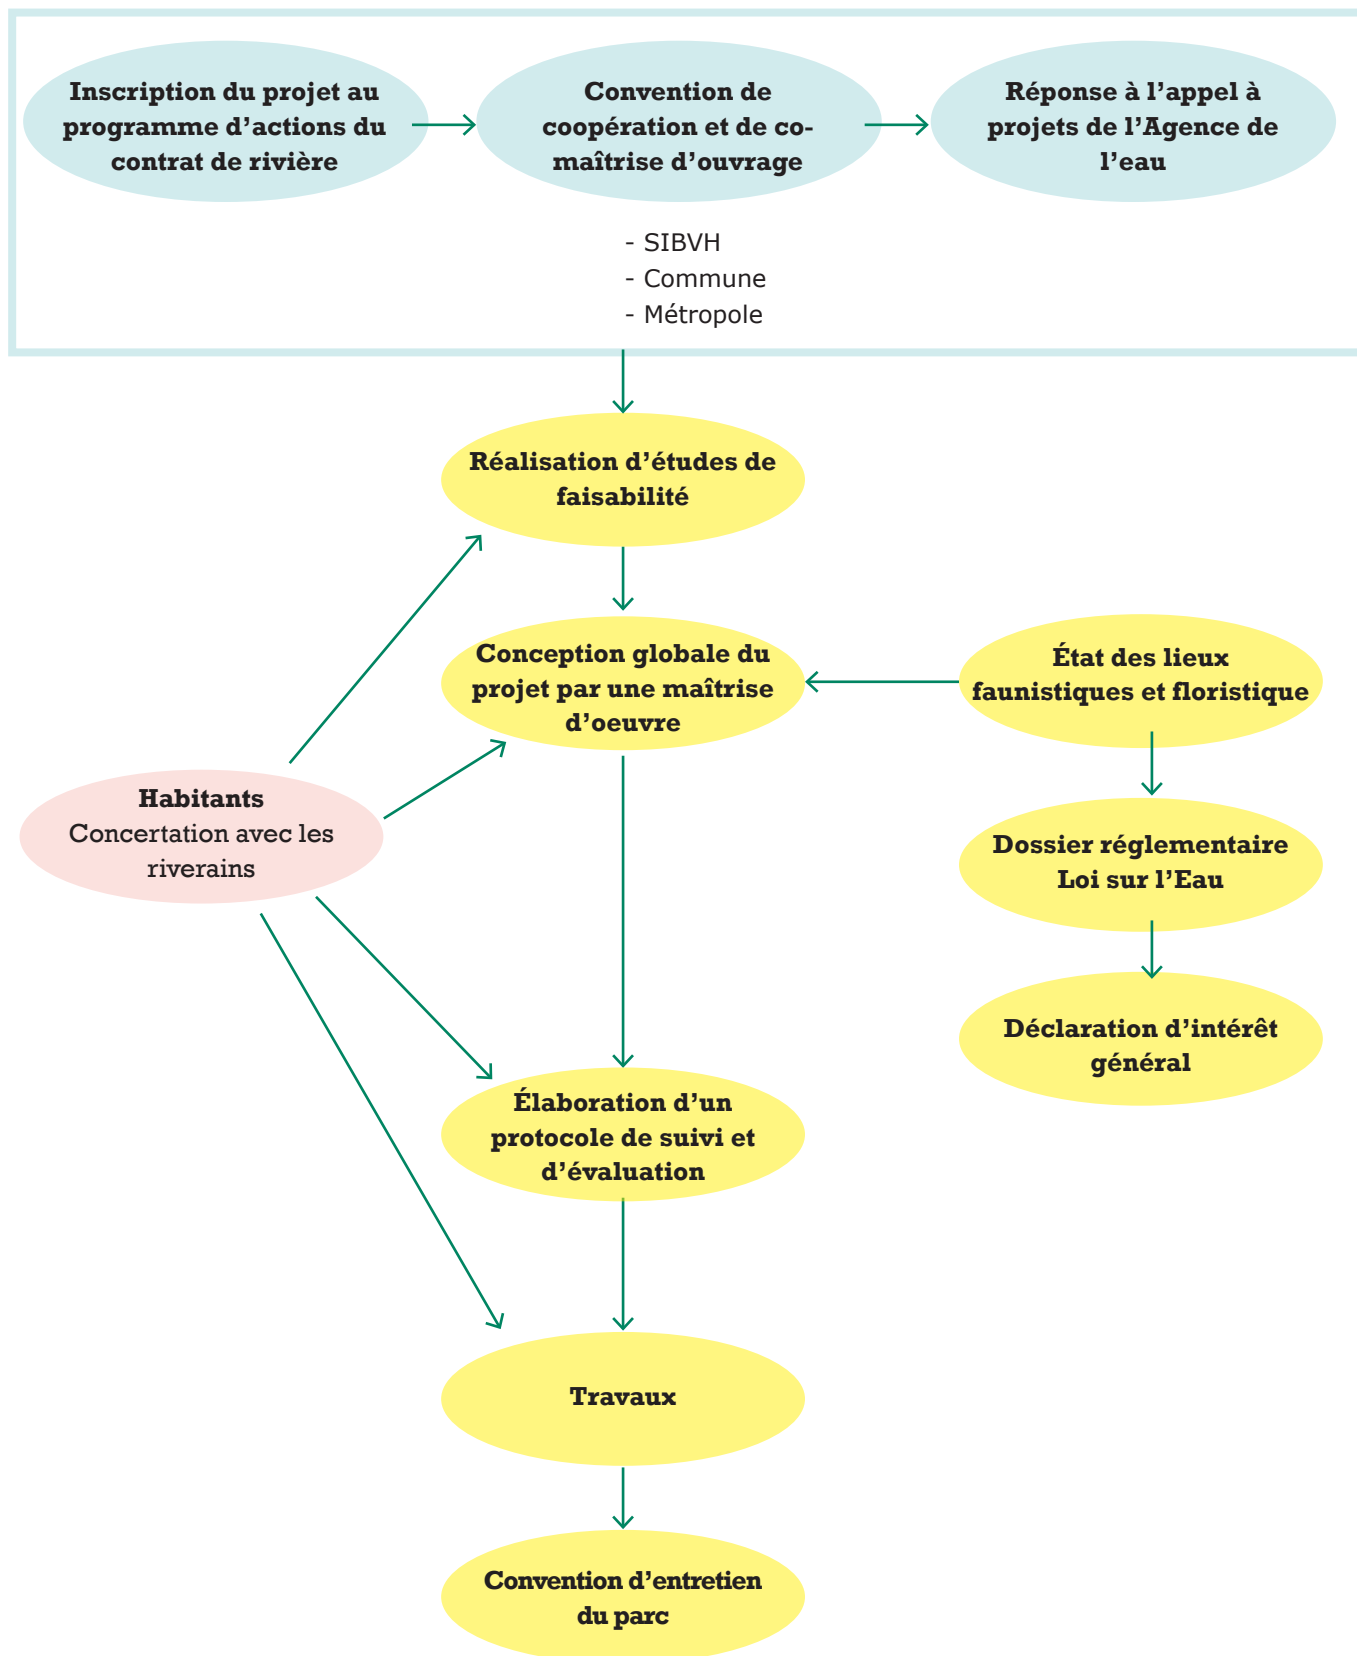 Inscription du projet au
programme d’actions du
contrat de rivière
Convention de
coopération et de co-
maîtrise d’ouvrage
Réponse à l’appel à
projets de l’Agence de
l’eau
- SIBVH
- Commune
- Métropole
Réalisation d’études de
faisabilité
Conception globale du
projet par une maîtrise
d’oeuvre
État des lieux
faunistiques et floristique
Habitants
Concertation avec les
riverains
Dossier réglementaire
Loi sur l’Eau
Déclaration d’intérêt
général
Élaboration d’un
protocole de suivi et
d’évaluation
Travaux
Convention d’entretien
du parc